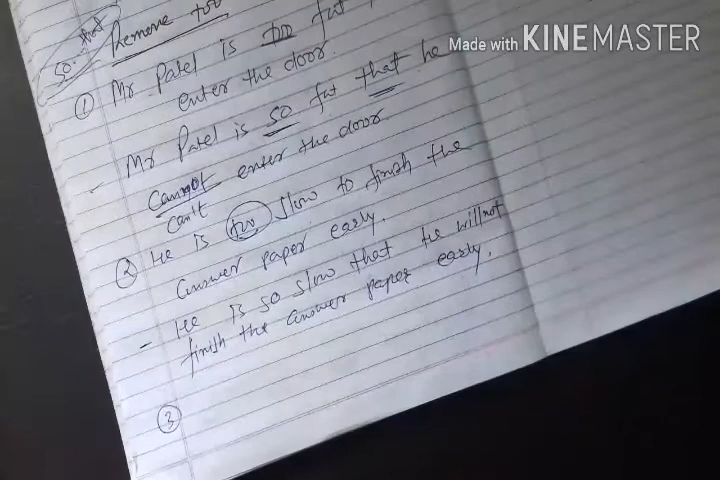 so...that
Remove too
① Mr. Patel is too fat
enter the door.
Mr Patel is so fat that he
Cannot enter the door.
can't
② He is too slow to finish the
answer paper early.
- He is so slow that he will not
finish the answer paper early.
③
Made with KINEMASTER